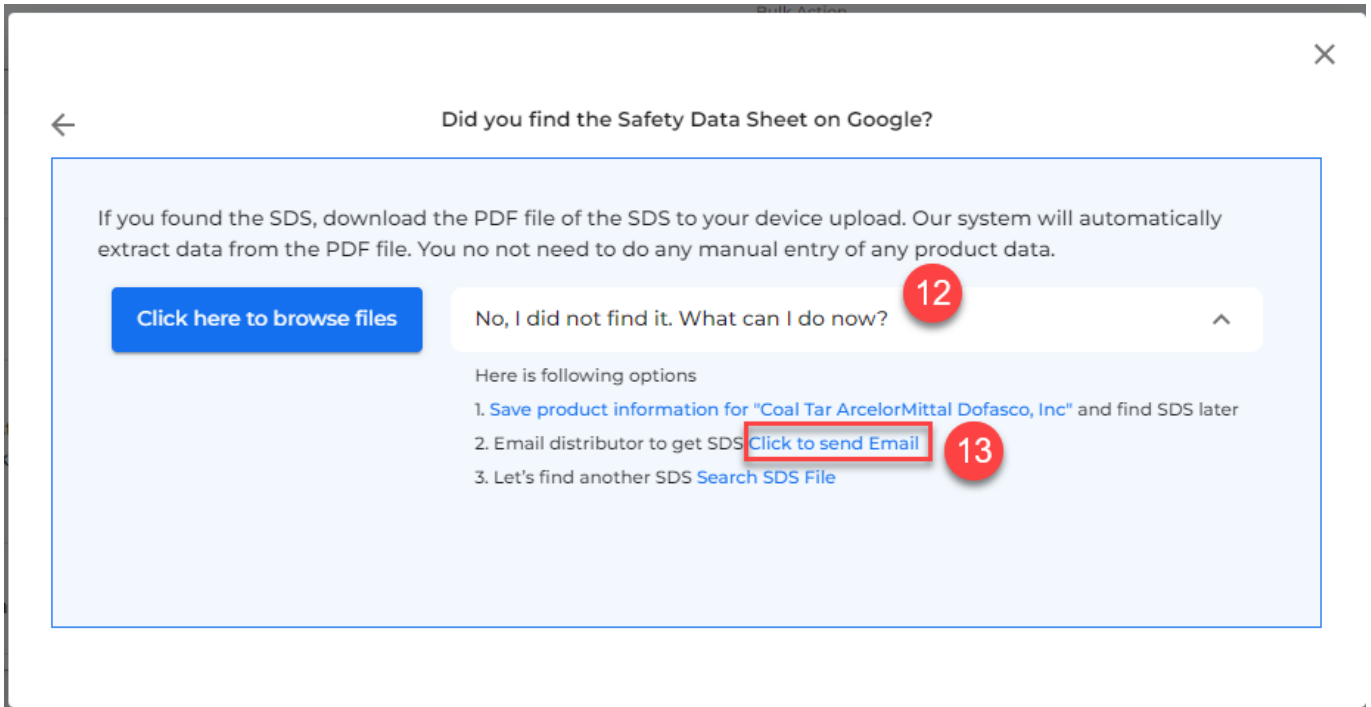 Bulk Action
Did you find the Safety Data Sheet on Google?
If you found the SDS, download the PDF file of the SDS to your device upload. Our system will automatically
extract data from the PDF file. You no not need to do any manual entry of any product data.
12
Click here to browse files
No, I did not find it. What can I do now?
Here is following options
1. Save product information for "Coal Tar ArcelorMittal Dofasco, Inc" and find SDS later
2. Email distributor to get SDS Click to send Email
13
3. Let's find another SDS Search SDS File